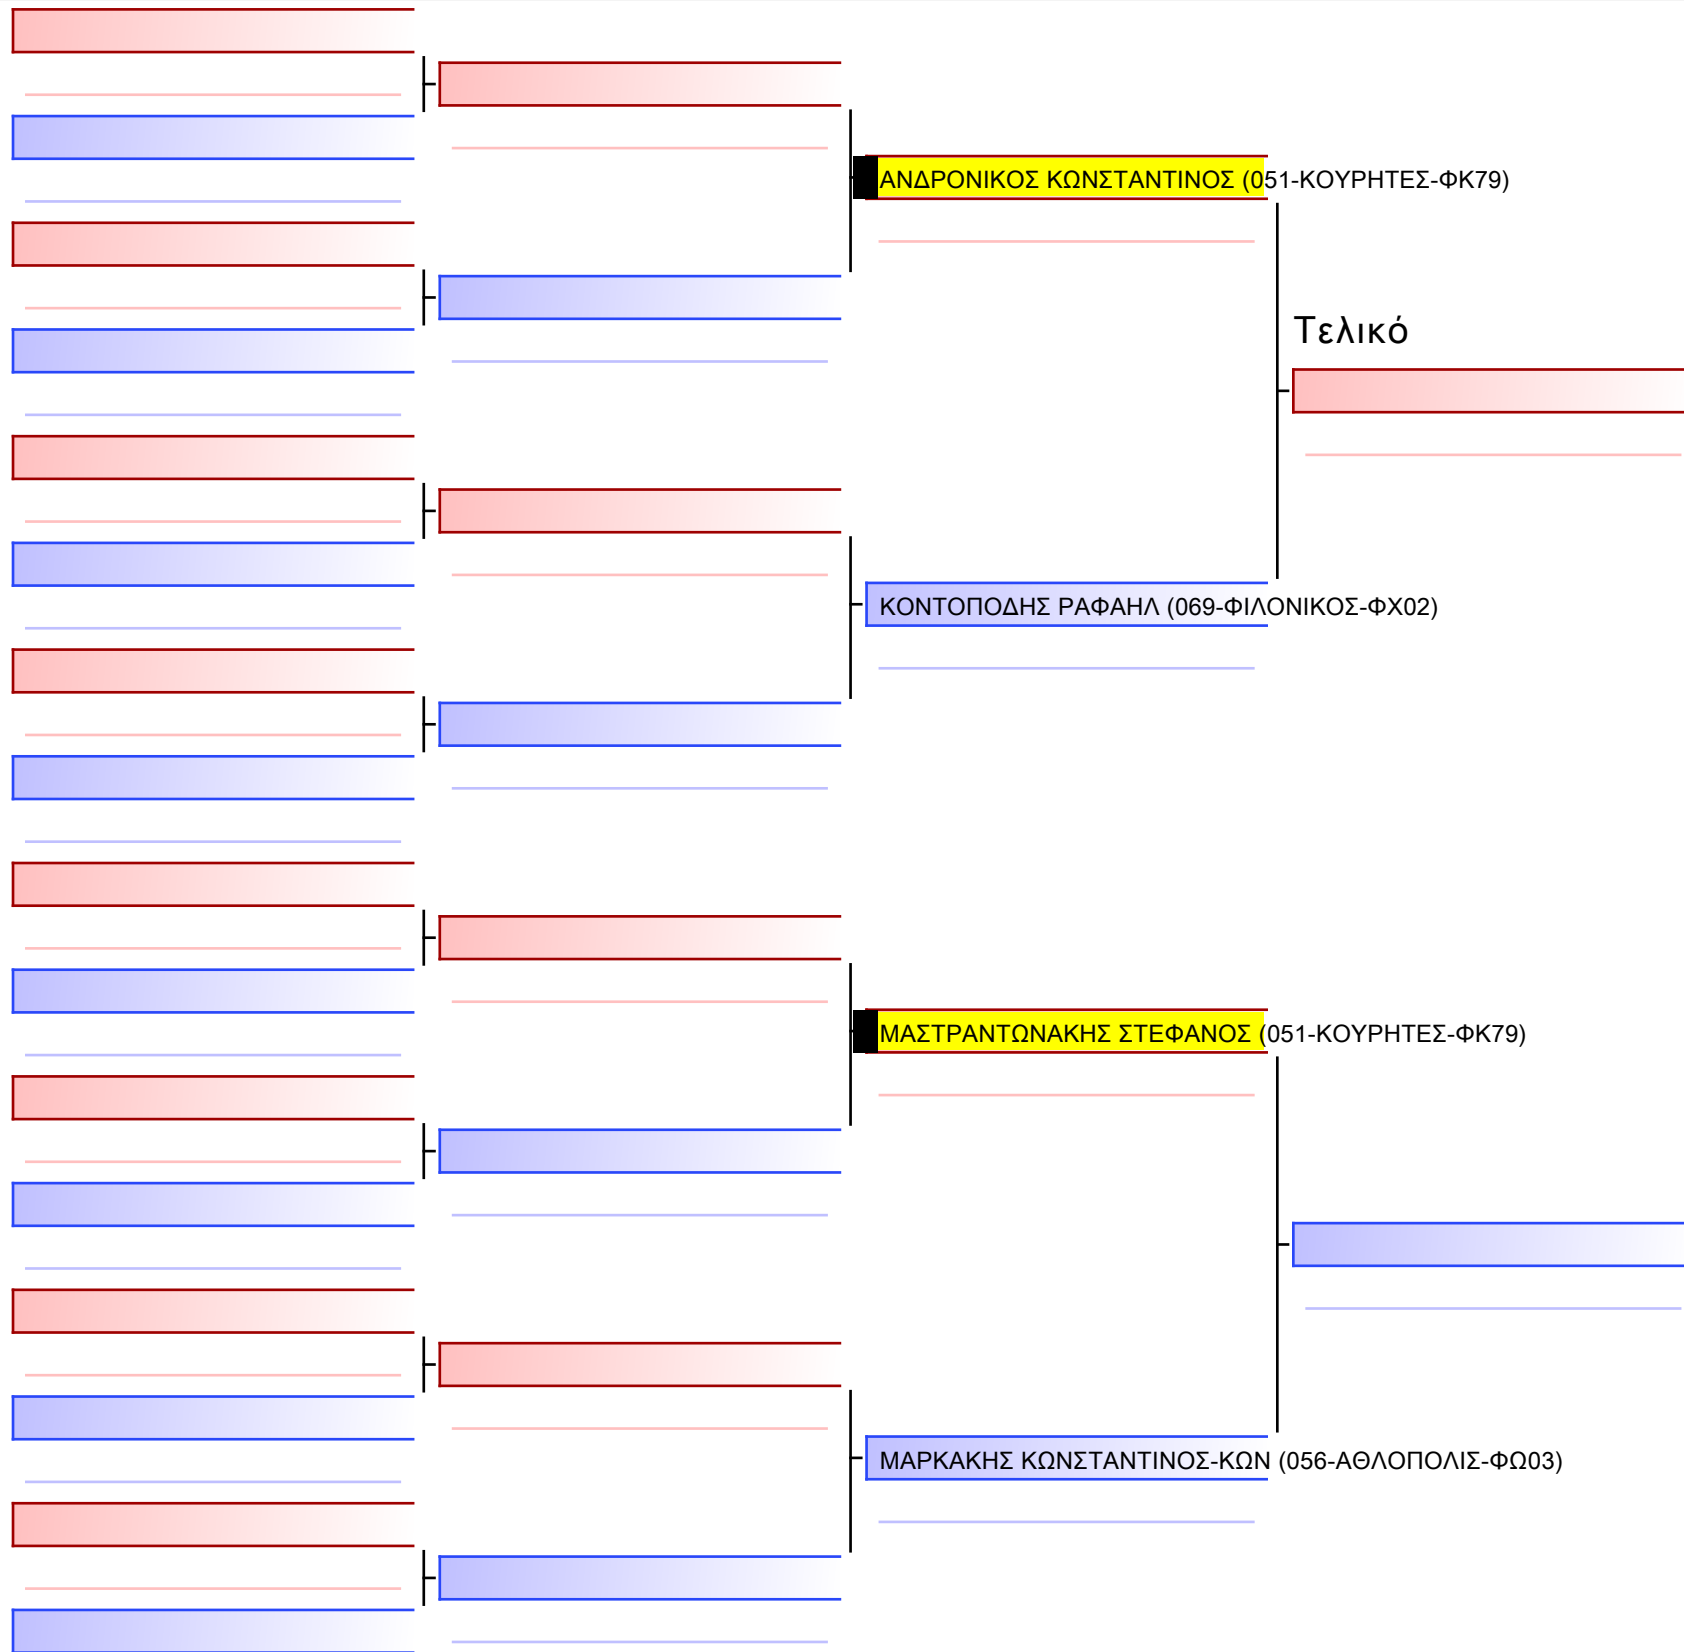 ΑΝΔΡΟΝΙΚΟΣ ΚΩΝΣΤΑΝΤΙΝΟΣ (051-ΚΟΥΡΗΤΕΣ-ΦΚ79)
Τελικό
ΚΟΝΤΟΠΟΔΗΣ ΡΑΦΑΗΛ (069-ΦΙΛΟΝΙΚΟΣ-ΦΧ02)
ΜΑΣΤΡΑΝΤΩΝΑΚΗΣ ΣΤΕΦΑΝΟΣ (051-ΚΟΥΡΗΤΕΣ-ΦΚ79)
ΜΑΡΚΑΚΗΣ ΚΩΝΣΤΑΝΤΙΝΟΣ-ΚΩΝ (056-ΑΘΛΟΠΟΛΙΣ-ΦΩ03)